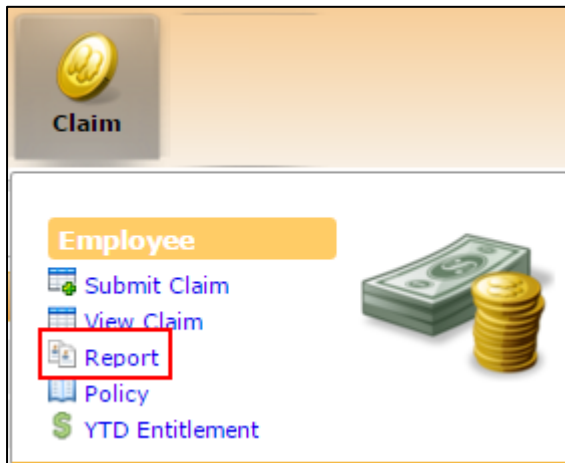 Claim
Employee
Submit Claim
View Claim
Report
Policy
YTD Entitlement